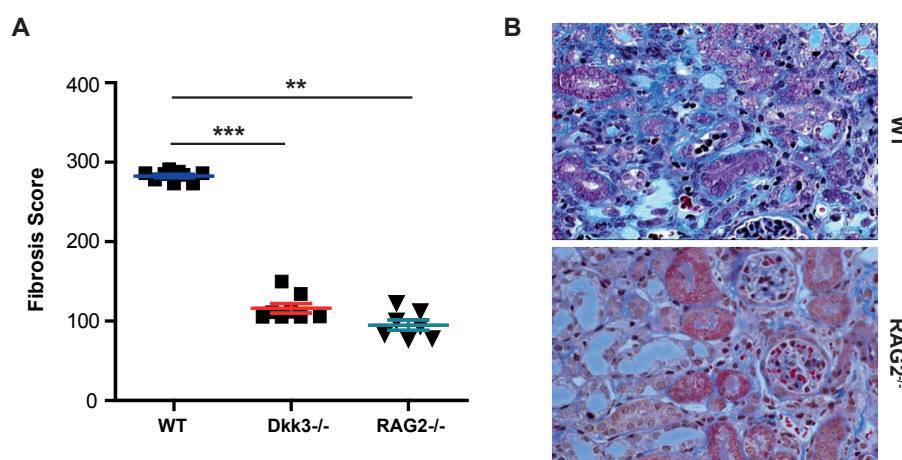 A
B
400
300
200
100
0
Fibrosis Score
**
***
WT
Dkk3-/-
RAG2-/-
WT
RAG2-/-